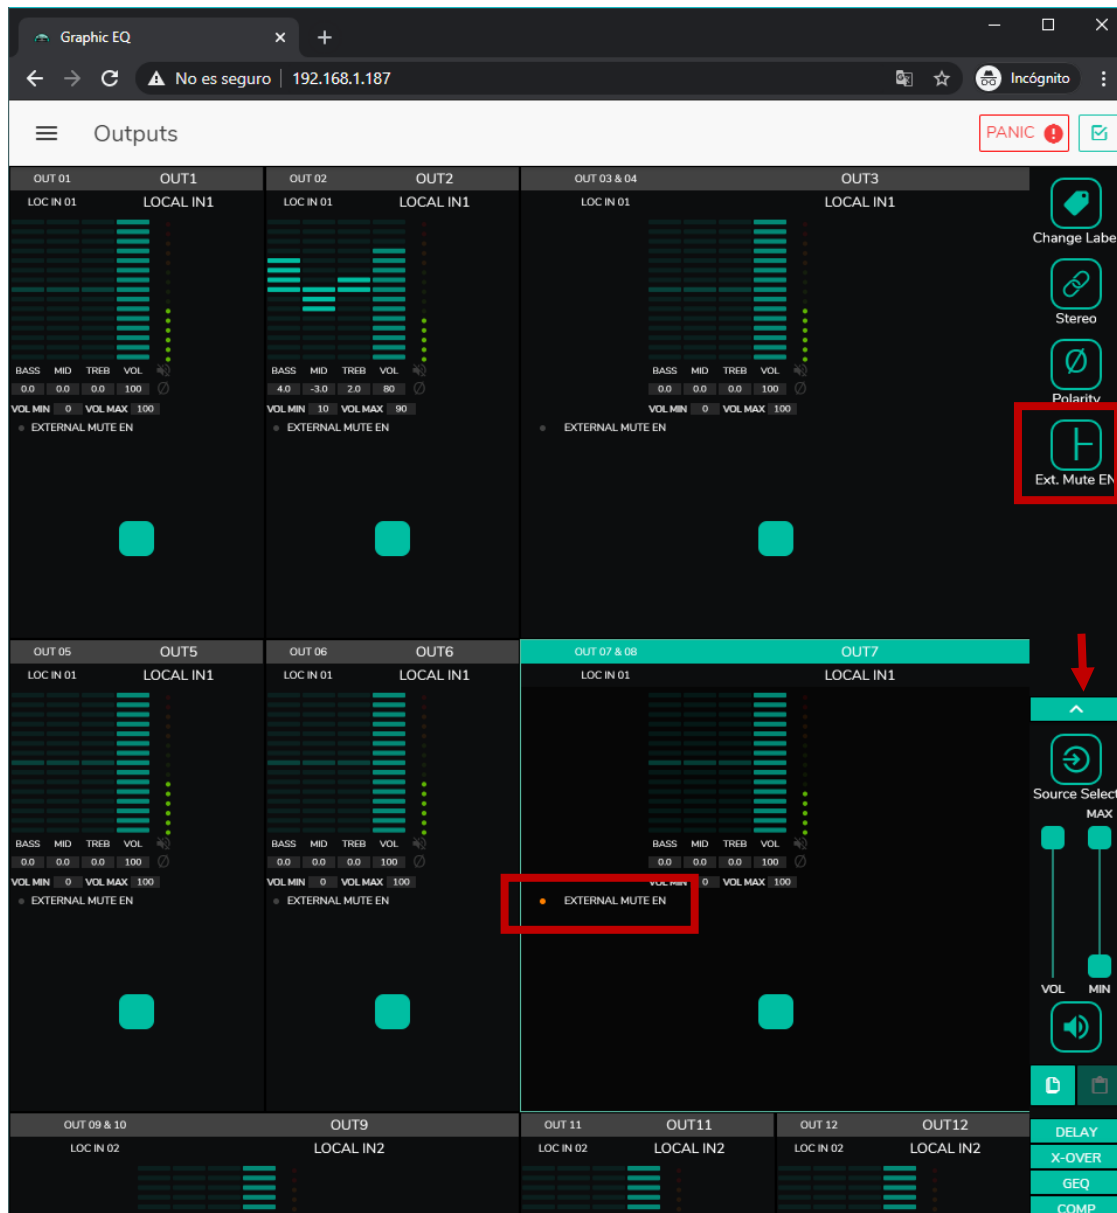 Graphic EQ
No es seguro 192.168.1.187 Incógnito
Outputs PANIC
OUT 01 OUT1 OUT 02 OUT2 OUT 03 & 04 OUT3
LOC IN 01 LOCAL IN1 LOC IN 01 LOCAL IN1 LOC IN 01 LOCAL IN1
Change Labe
Stereo
Polarity
Ext. Mute EN
BASS MID TREB VOL BASS MID TREB VOL BASS MID TREB VOL
0.0 0.0 0.0 100 4.0 -3.0 2.0 80 0.0 0.0 0.0 100
VOL MIN 0 VOL MAX 100 VOL MIN 10 VOL MAX 90 VOL MIN 0 VOL MAX 100
EXTERNAL MUTE EN EXTERNAL MUTE EN EXTERNAL MUTE EN
OUT 05 OUT5 OUT 06 OUT6 OUT 07 & 08 OUT7
LOC IN 01 LOCAL IN1 LOC IN 01 LOCAL IN1 LOC IN 01 LOCAL IN1
Source Select
MAX
BASS MID TREB VOL BASS MID TREB VOL BASS MID TREB VOL
0.0 0.0 0.0 100 0.0 0.0 0.0 100 0.0 0.0 0.0 100
VOL MIN 0 VOL MAX 100 VOL MIN 0 VOL MAX 100 VOL MIN 0 VOL MAX 100
EXTERNAL MUTE EN EXTERNAL MUTE EN EXTERNAL MUTE EN
VOL MIN
OUT 09 & 10 OUT9 OUT 11 OUT11 OUT 12 OUT12
LOC IN 02 LOCAL IN2 LOC IN 02 LOCAL IN2 LOC IN 02 LOCAL IN2
DELAY
X-OVER
GEQ
COMP